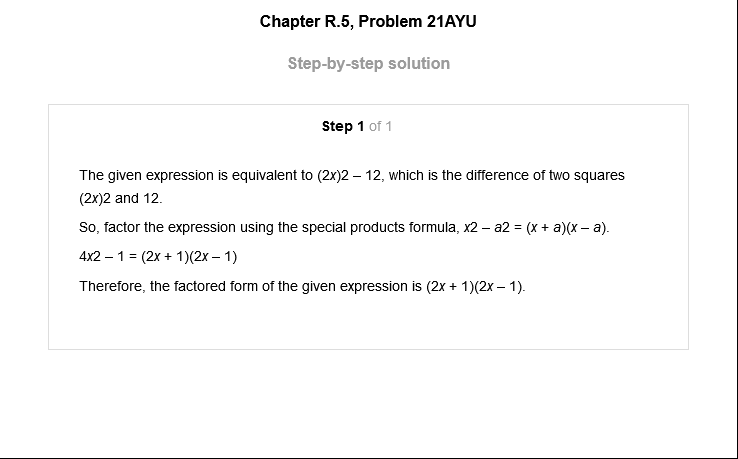 Chapter R.5, Problem 21AYU
Step-by-step solution
Step 1 of 1
The given expression is equivalent to (2x)2 – 12, which is the difference of two squares
(2x)2 and 12.
So, factor the expression using the special products formula, x2 – a2 = (x + a)(x – a).
4x2 – 1 = (2x + 1)(2x – 1)
Therefore, the factored form of the given expression is (2x + 1)(2x – 1).